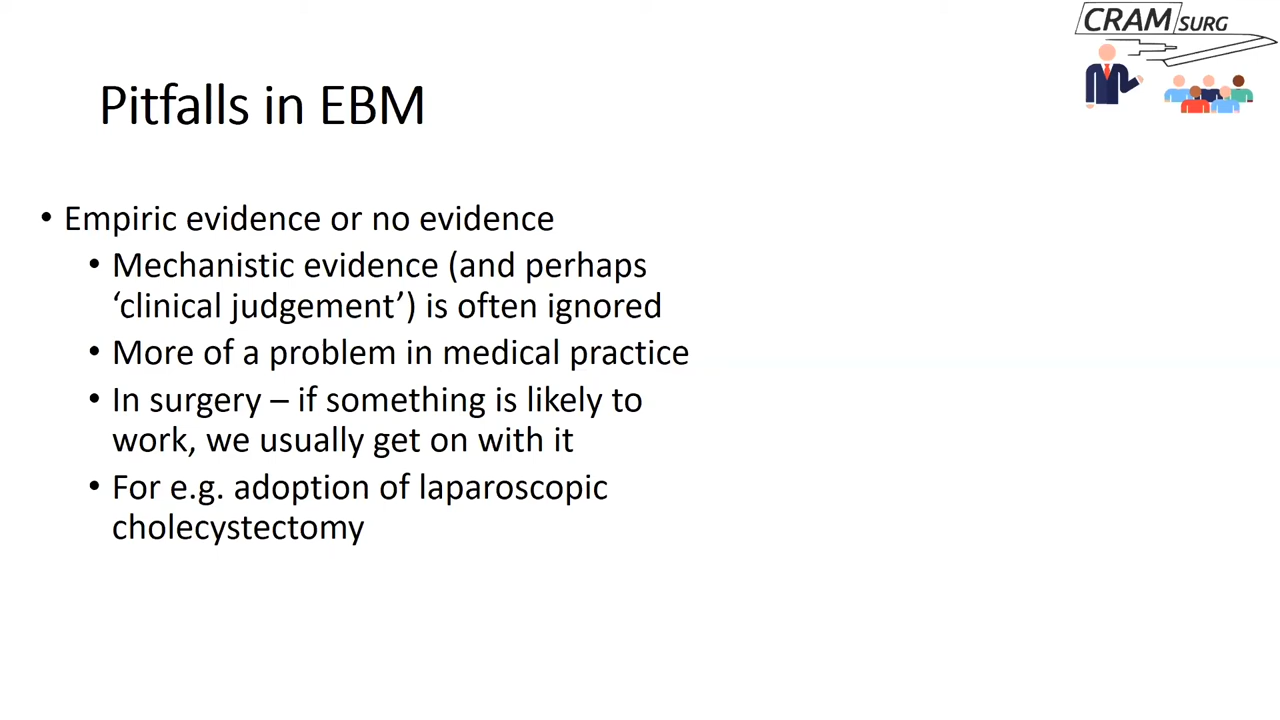 CRAM SURG
Pitfalls in EBM
• Empiric evidence or no evidence
• Mechanistic evidence (and perhaps
‘clinical judgement’) is often ignored
• More of a problem in medical practice
• In surgery – if something is likely to
work, we usually get on with it
• For e.g. adoption of laparoscopic
cholecystectomy